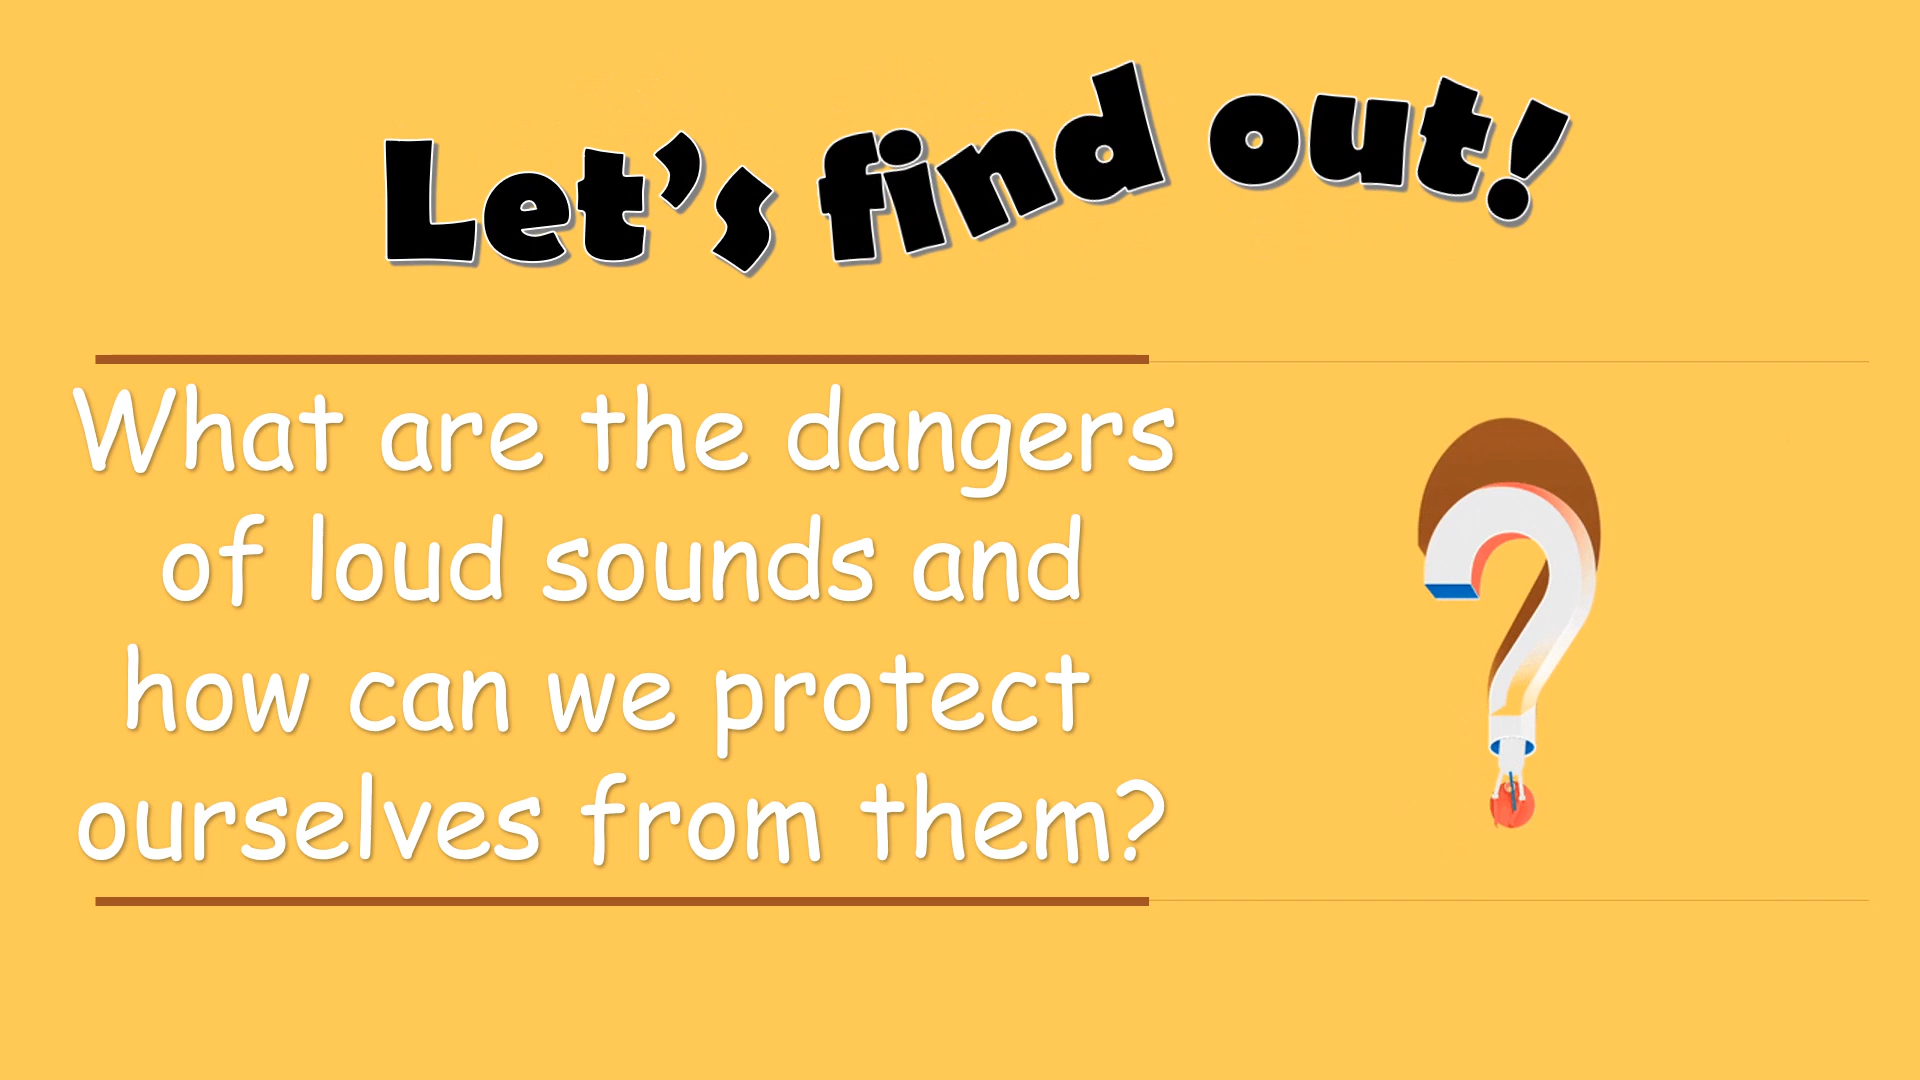 Let's find out!
What are the dangers
of loud sounds and
how can we protect
ourselves from them?